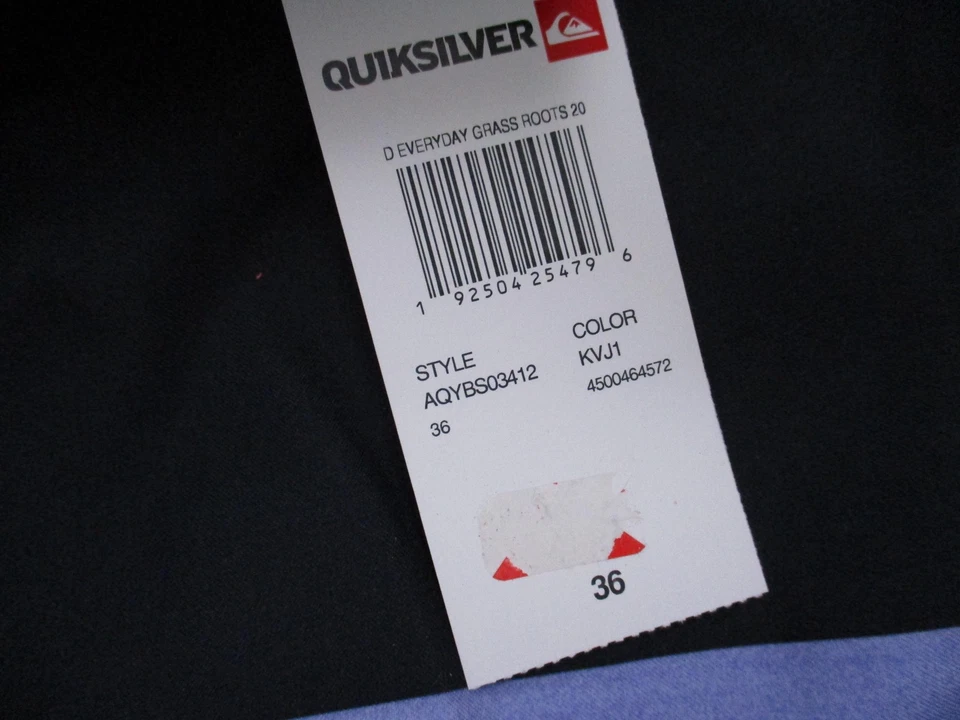 QUIKSILVER
D EVERYDAY GRASS ROOTS 20
1 92504 25479 6
STYLE
AQYBS03412
36
COLOR
KVJ1
4500464572
36